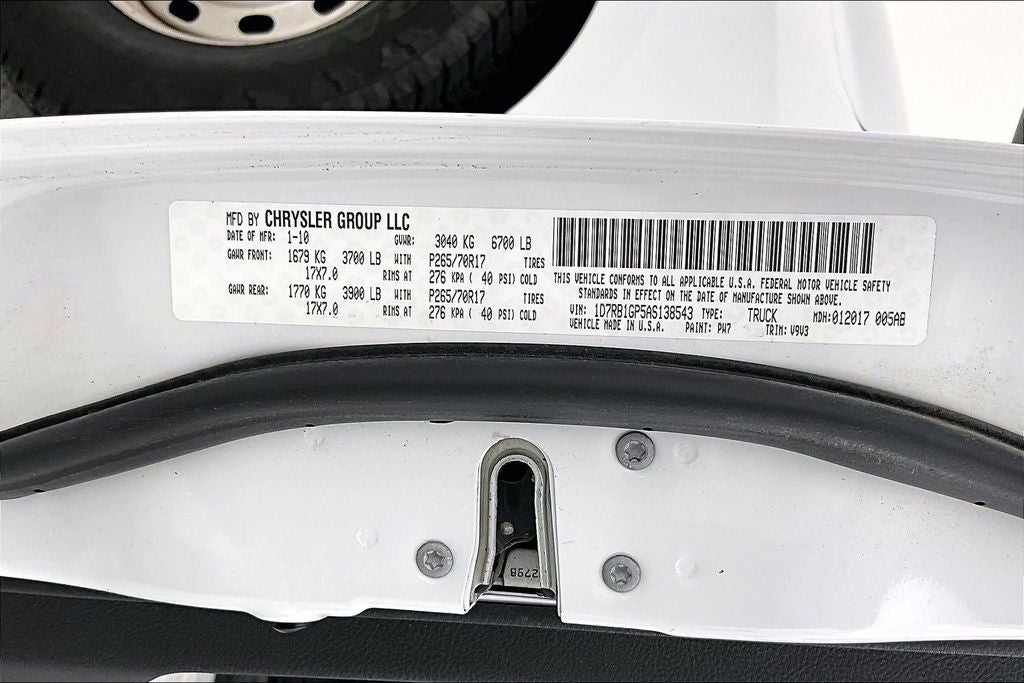 MFD BY CHRYSLER GROUP LLC
DATE OF MFR: 1-10 GVWR: 3040 KG 6700 LB
GAWR FRONT: 1679 KG 3700 LB WITH P265/70R17 TIRES
17X7.0 RIMS AT 276 KPA ( 40 PSI) COLD
GAWR REAR: 1770 KG 3900 LB WITH P265/70R17 TIRES
17X7.0 RIMS AT 276 KPA ( 40 PSI) COLD
THIS VEHICLE CONFORMS TO ALL APPLICABLE U.S.A. FEDERAL MOTOR VEHICLE SAFETY
STANDARDS IN EFFECT ON THE DATE OF MANUFACTURE SHOWN ABOVE.
VIN: 1D7RB1GP5AS138543 TYPE: TRUCK MDH:012017 005AB
VEHICLE MADE IN U.S.A. PAINT: PW7 TRIM: V9V3
2798